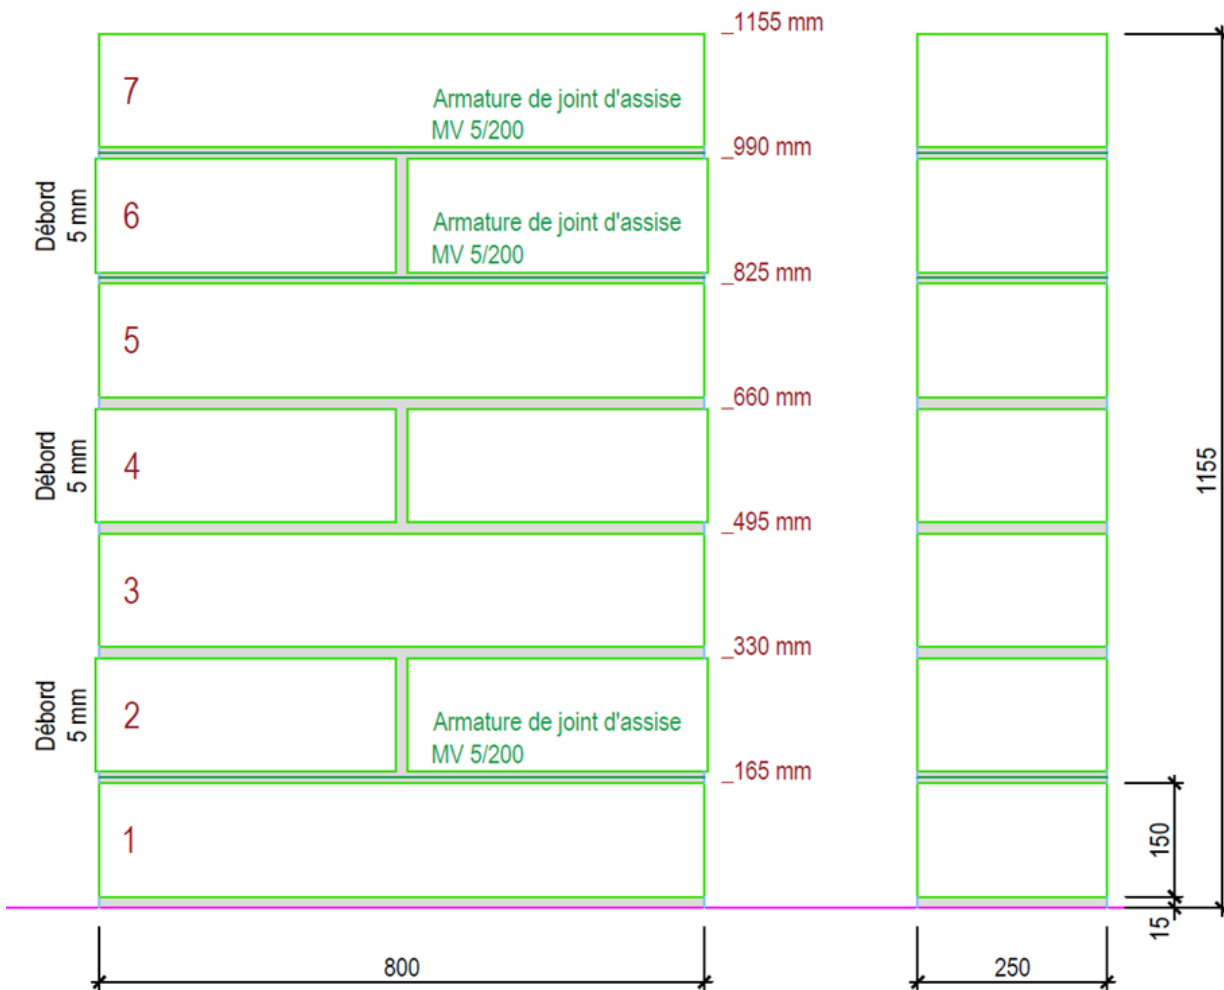 _1155 mm
7
Armature de joint d'assise
MV 5/200
_990 mm
Débord
5 mm
6
Armature de joint d'assise
MV 5/200
_825 mm
5
_660 mm
Débord
5 mm
4
1155
_495 mm
3
_330 mm
Débord
5 mm
2
Armature de joint d'assise
MV 5/200
_165 mm
1
150
15
800
250